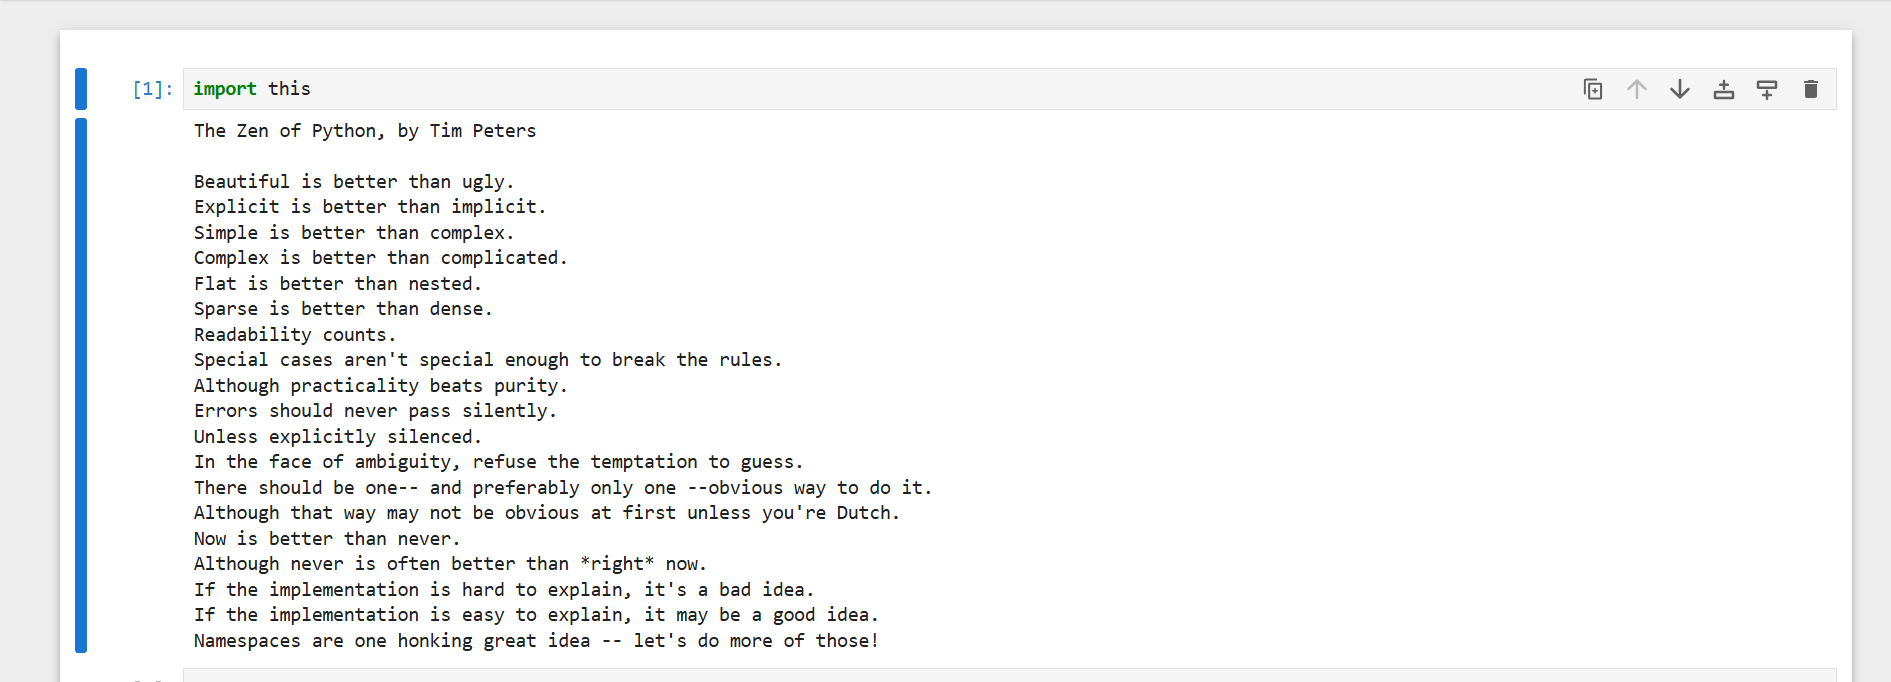 [1]: import this
The Zen of Python, by Tim Peters
Beautiful is better than ugly.
Explicit is better than implicit.
Simple is better than complex.
Complex is better than complicated.
Flat is better than nested.
Sparse is better than dense.
Readability counts.
Special cases aren't special enough to break the rules.
Although practicality beats purity.
Errors should never pass silently.
Unless explicitly silenced.
In the face of ambiguity, refuse the temptation to guess.
There should be one-- and preferably only one --obvious way to do it.
Although that way may not be obvious at first unless you're Dutch.
Now is better than never.
Although never is often better than *right* now.
If the implementation is hard to explain, it's a bad idea.
If the implementation is easy to explain, it may be a good idea.
Namespaces are one honking great idea -- let's do more of those!